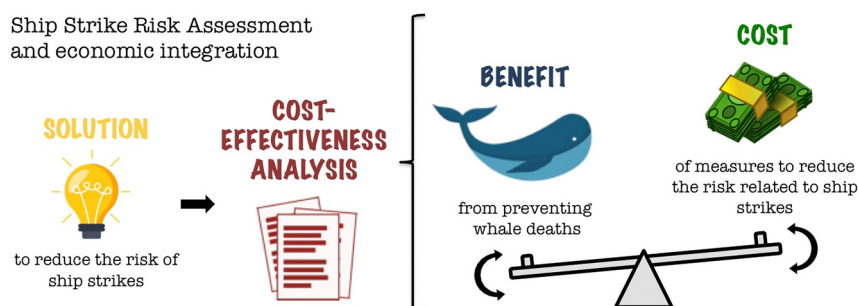 Ship Strike Risk Assessment
and economic integration
SOLUTION
to reduce the risk of
ship strikes
COST-
EFFECTIVENESS
ANALYSIS
BENEFIT
from preventing
whale deaths
COST
of measures to reduce
the risk related to ship
strikes